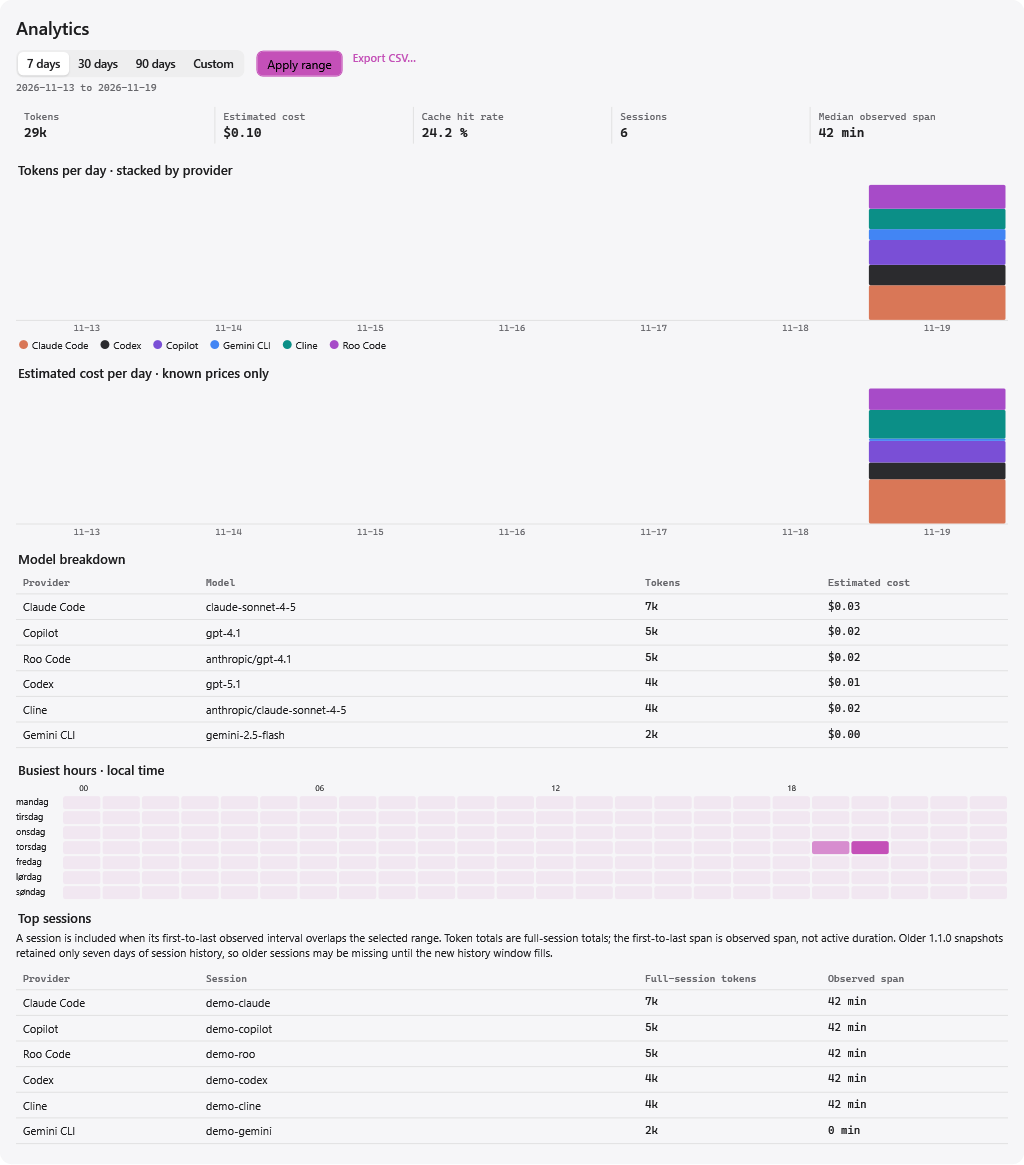 Analytics
7 days 30 days 90 days Custom Apply range Export CSV...
2026-11-13 to 2026-11-19
Tokens Estimated cost Cache hit rate Sessions Median observed span
29k $0.10 24.2 % 6 42 min
Tokens per day · stacked by provider
11-13 11-14 11-15 11-16 11-17 11-18 11-19
Claude Code Codex Copilot Gemini CLI Cline Roo Code
Estimated cost per day · known prices only
11-13 11-14 11-15 11-16 11-17 11-18 11-19
Model breakdown
Provider Model Tokens Estimated cost
Claude Code claude-sonnet-4-5 7k $0.03
Copilot gpt-4.1 5k $0.02
Roo Code anthropic/gpt-4.1 5k $0.02
Codex gpt-5.1 4k $0.01
Cline anthropic/claude-sonnet-4-5 4k $0.02
Gemini CLI gemini-2.5-flash 2k $0.00
Busiest hours · local time
00 06 12 18
mandag
tirsdag
onsdag
torsdag
fredag
lørdag
søndag
Top sessions
A session is included when its first-to-last observed interval overlaps the selected range. Token totals are full-session totals; the first-to-last span is observed span, not active duration. Older 1.1.0 snapshots
retained only seven days of session history, so older sessions may be missing until the new history window fills.
Provider Session Full-session tokens Observed span
Claude Code demo-claude 7k 42 min
Copilot demo-copilot 5k 42 min
Roo Code demo-roo 5k 42 min
Codex demo-codex 4k 42 min
Cline demo-cline 4k 42 min
Gemini CLI demo-gemini 2k 0 min